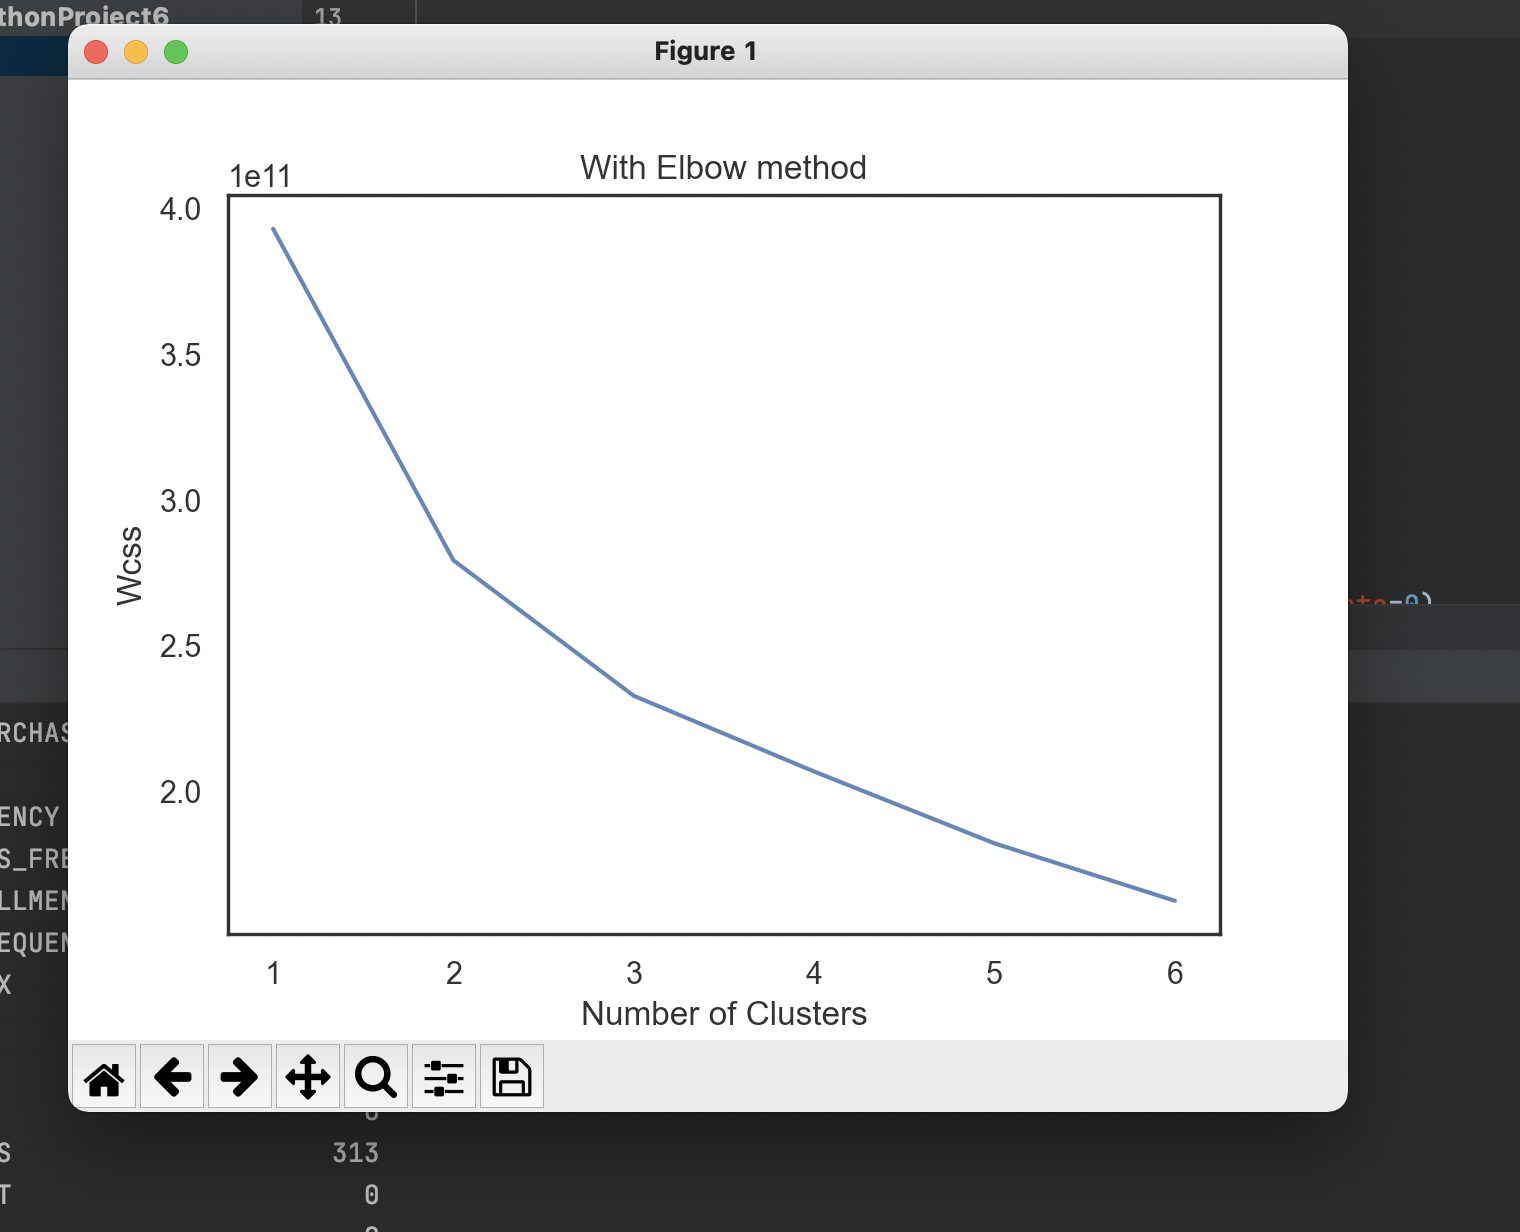 thonProject6
13
Figure 1
With Elbow method
1e11
4.0
3.5
3.0
2.5
2.0
Wcss
1 2 3 4 5 6
Number of Clusters
=0)
RCHAS
ENCY
S_FRE
LLMEN
EQUEN
X
S 313
T 0